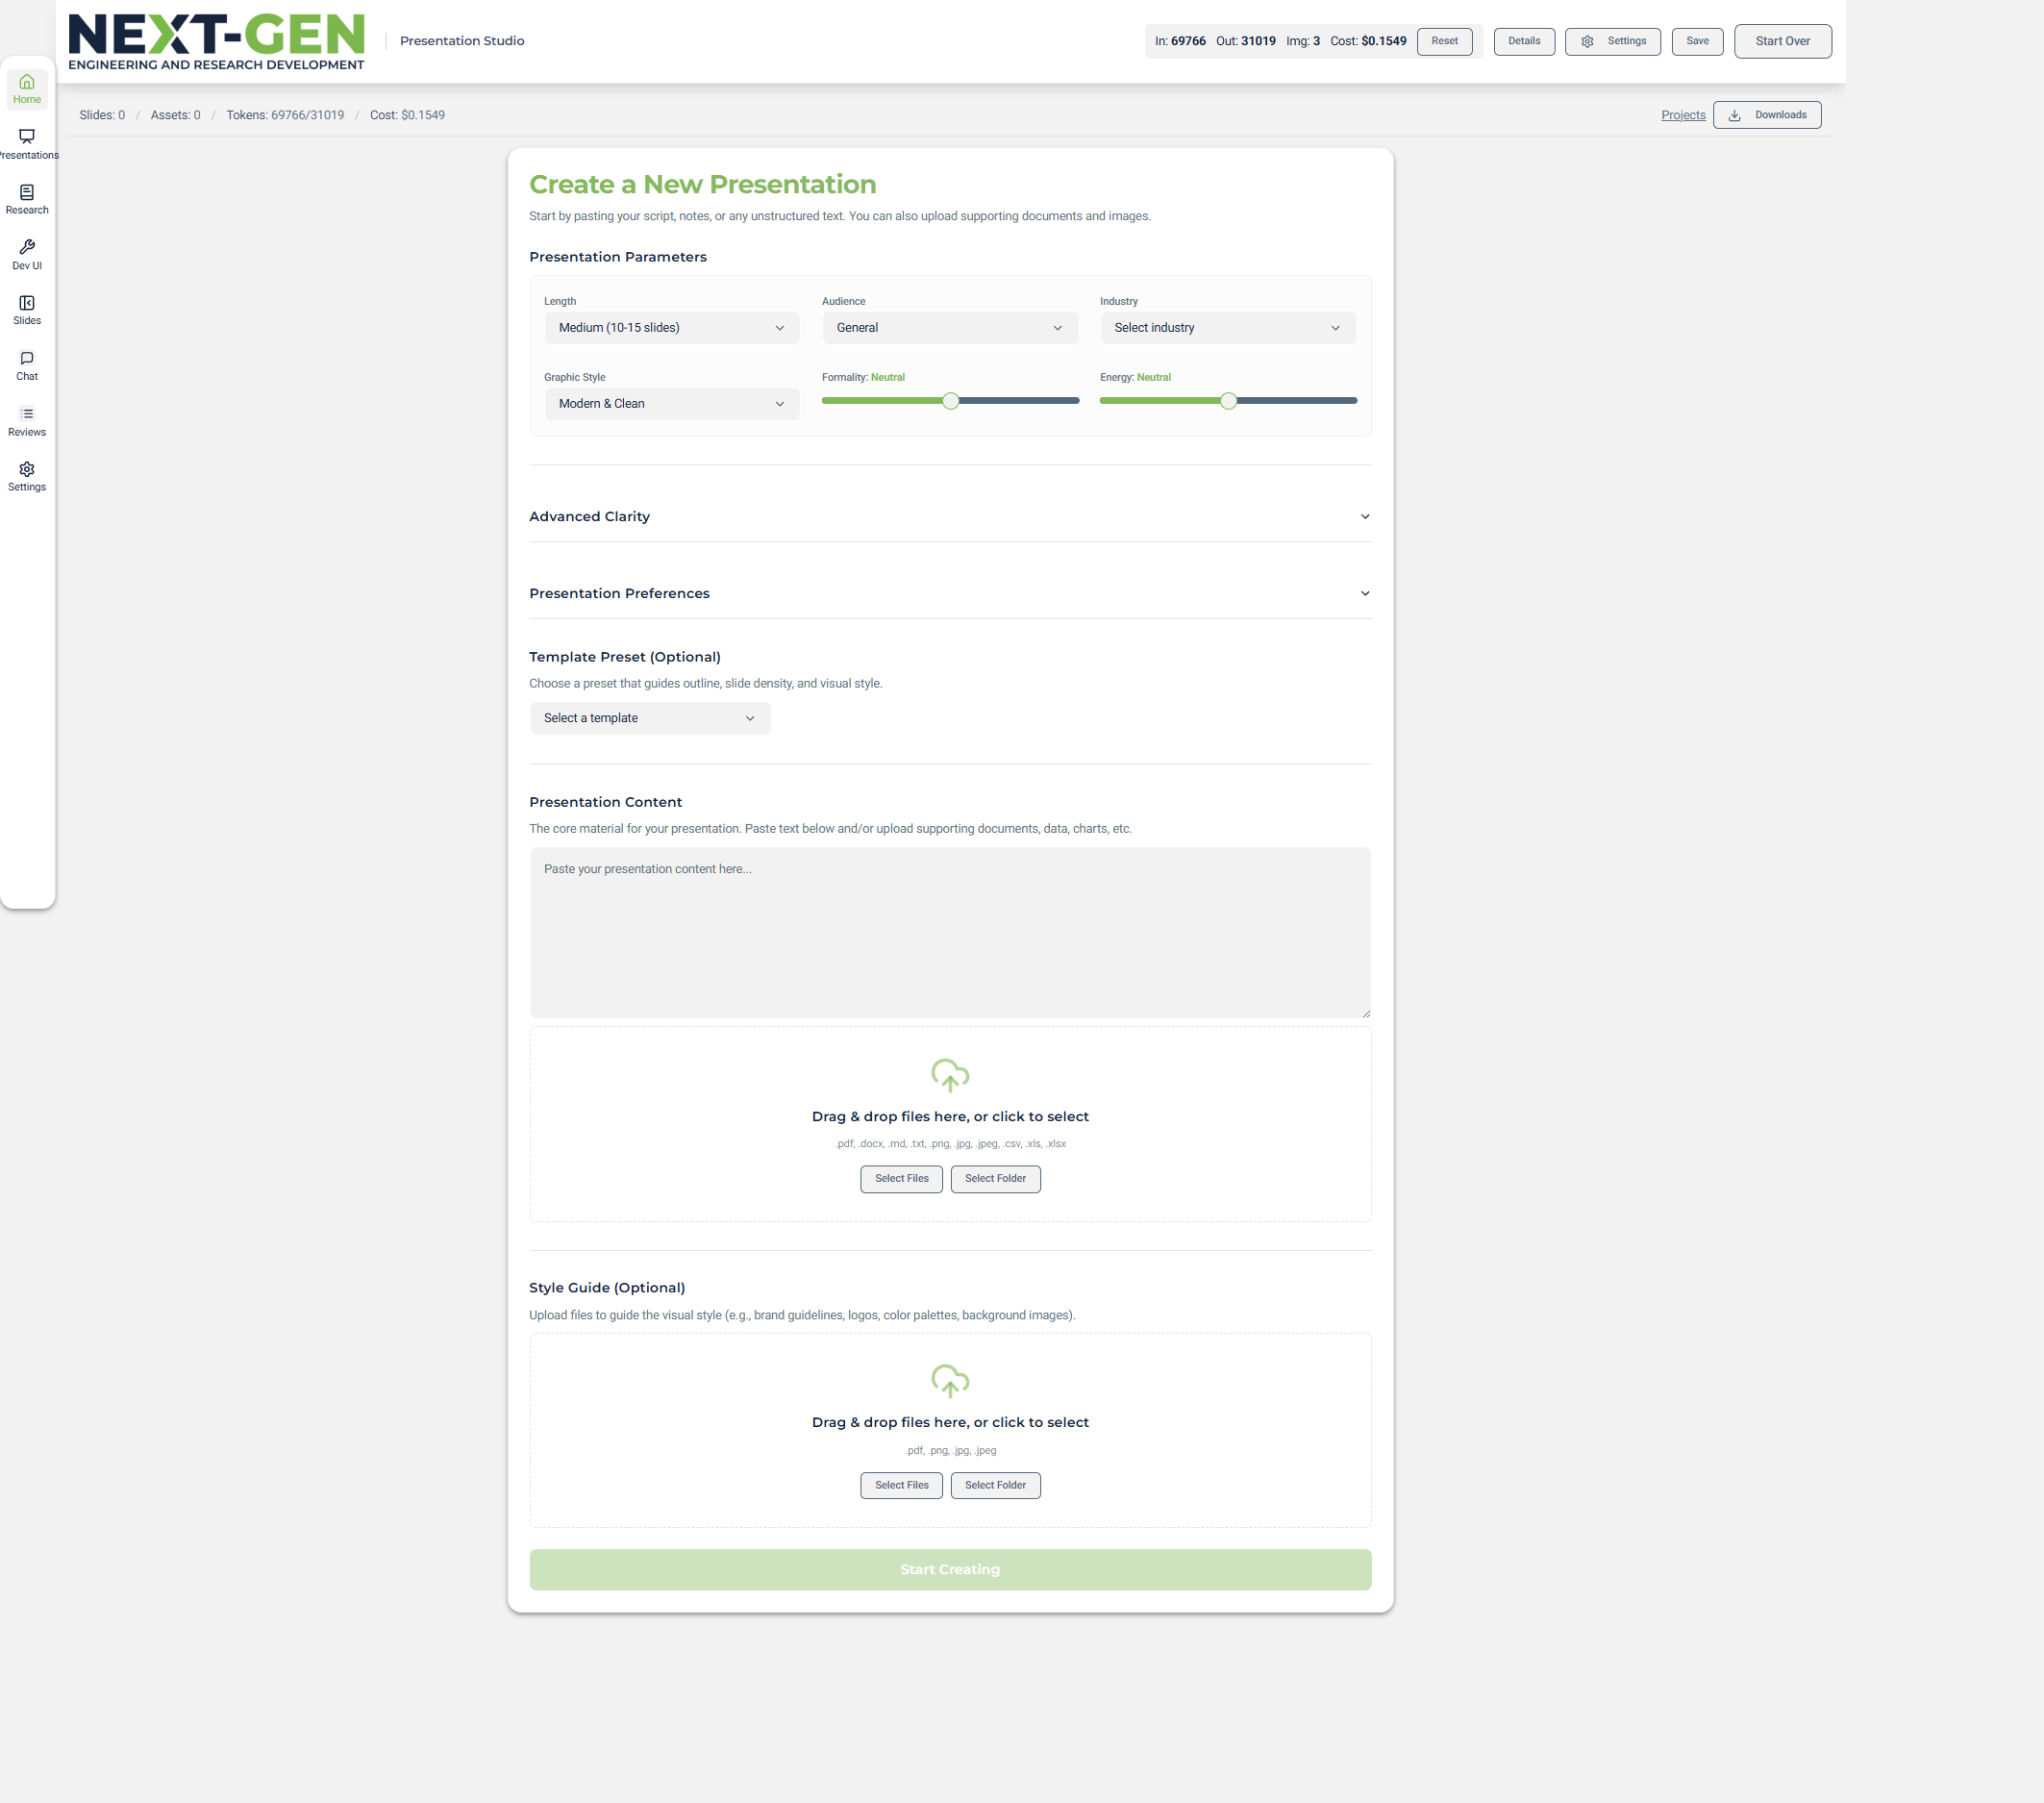 NEXT-GEN
ENGINEERING AND RESEARCH DEVELOPMENT
Presentation Studio
In: 69766 Out: 31019 Img: 3 Cost: $0.1549 Reset Details Settings Save Start Over
Home
Presentations
Research
Dev UI
Slides
Chat
Reviews
Settings
Slides: 0 / Assets: 0 / Tokens: 69766/31019 / Cost: $0.1549
Projects Downloads
Create a New Presentation
Start by pasting your script, notes, or any unstructured text. You can also upload supporting documents and images.
Presentation Parameters
Length Audience Industry
Medium (10-15 slides) General Select industry
Graphic Style Formality: Neutral Energy: Neutral
Modern & Clean
Advanced Clarity
Presentation Preferences
Template Preset (Optional)
Choose a preset that guides outline, slide density, and visual style.
Select a template
Presentation Content
The core material for your presentation. Paste text below and/or upload supporting documents, data, charts, etc.
Paste your presentation content here...
Drag & drop files here, or click to select
.pdf, .docx, .md, .txt, .png, .jpg, .jpeg, .csv, .xls, .xlsx
Select Files Select Folder
Style Guide (Optional)
Upload files to guide the visual style (e.g., brand guidelines, logos, color palettes, background images).
Drag & drop files here, or click to select
.pdf, .png, .jpg, .jpeg
Select Files Select Folder
Start Creating